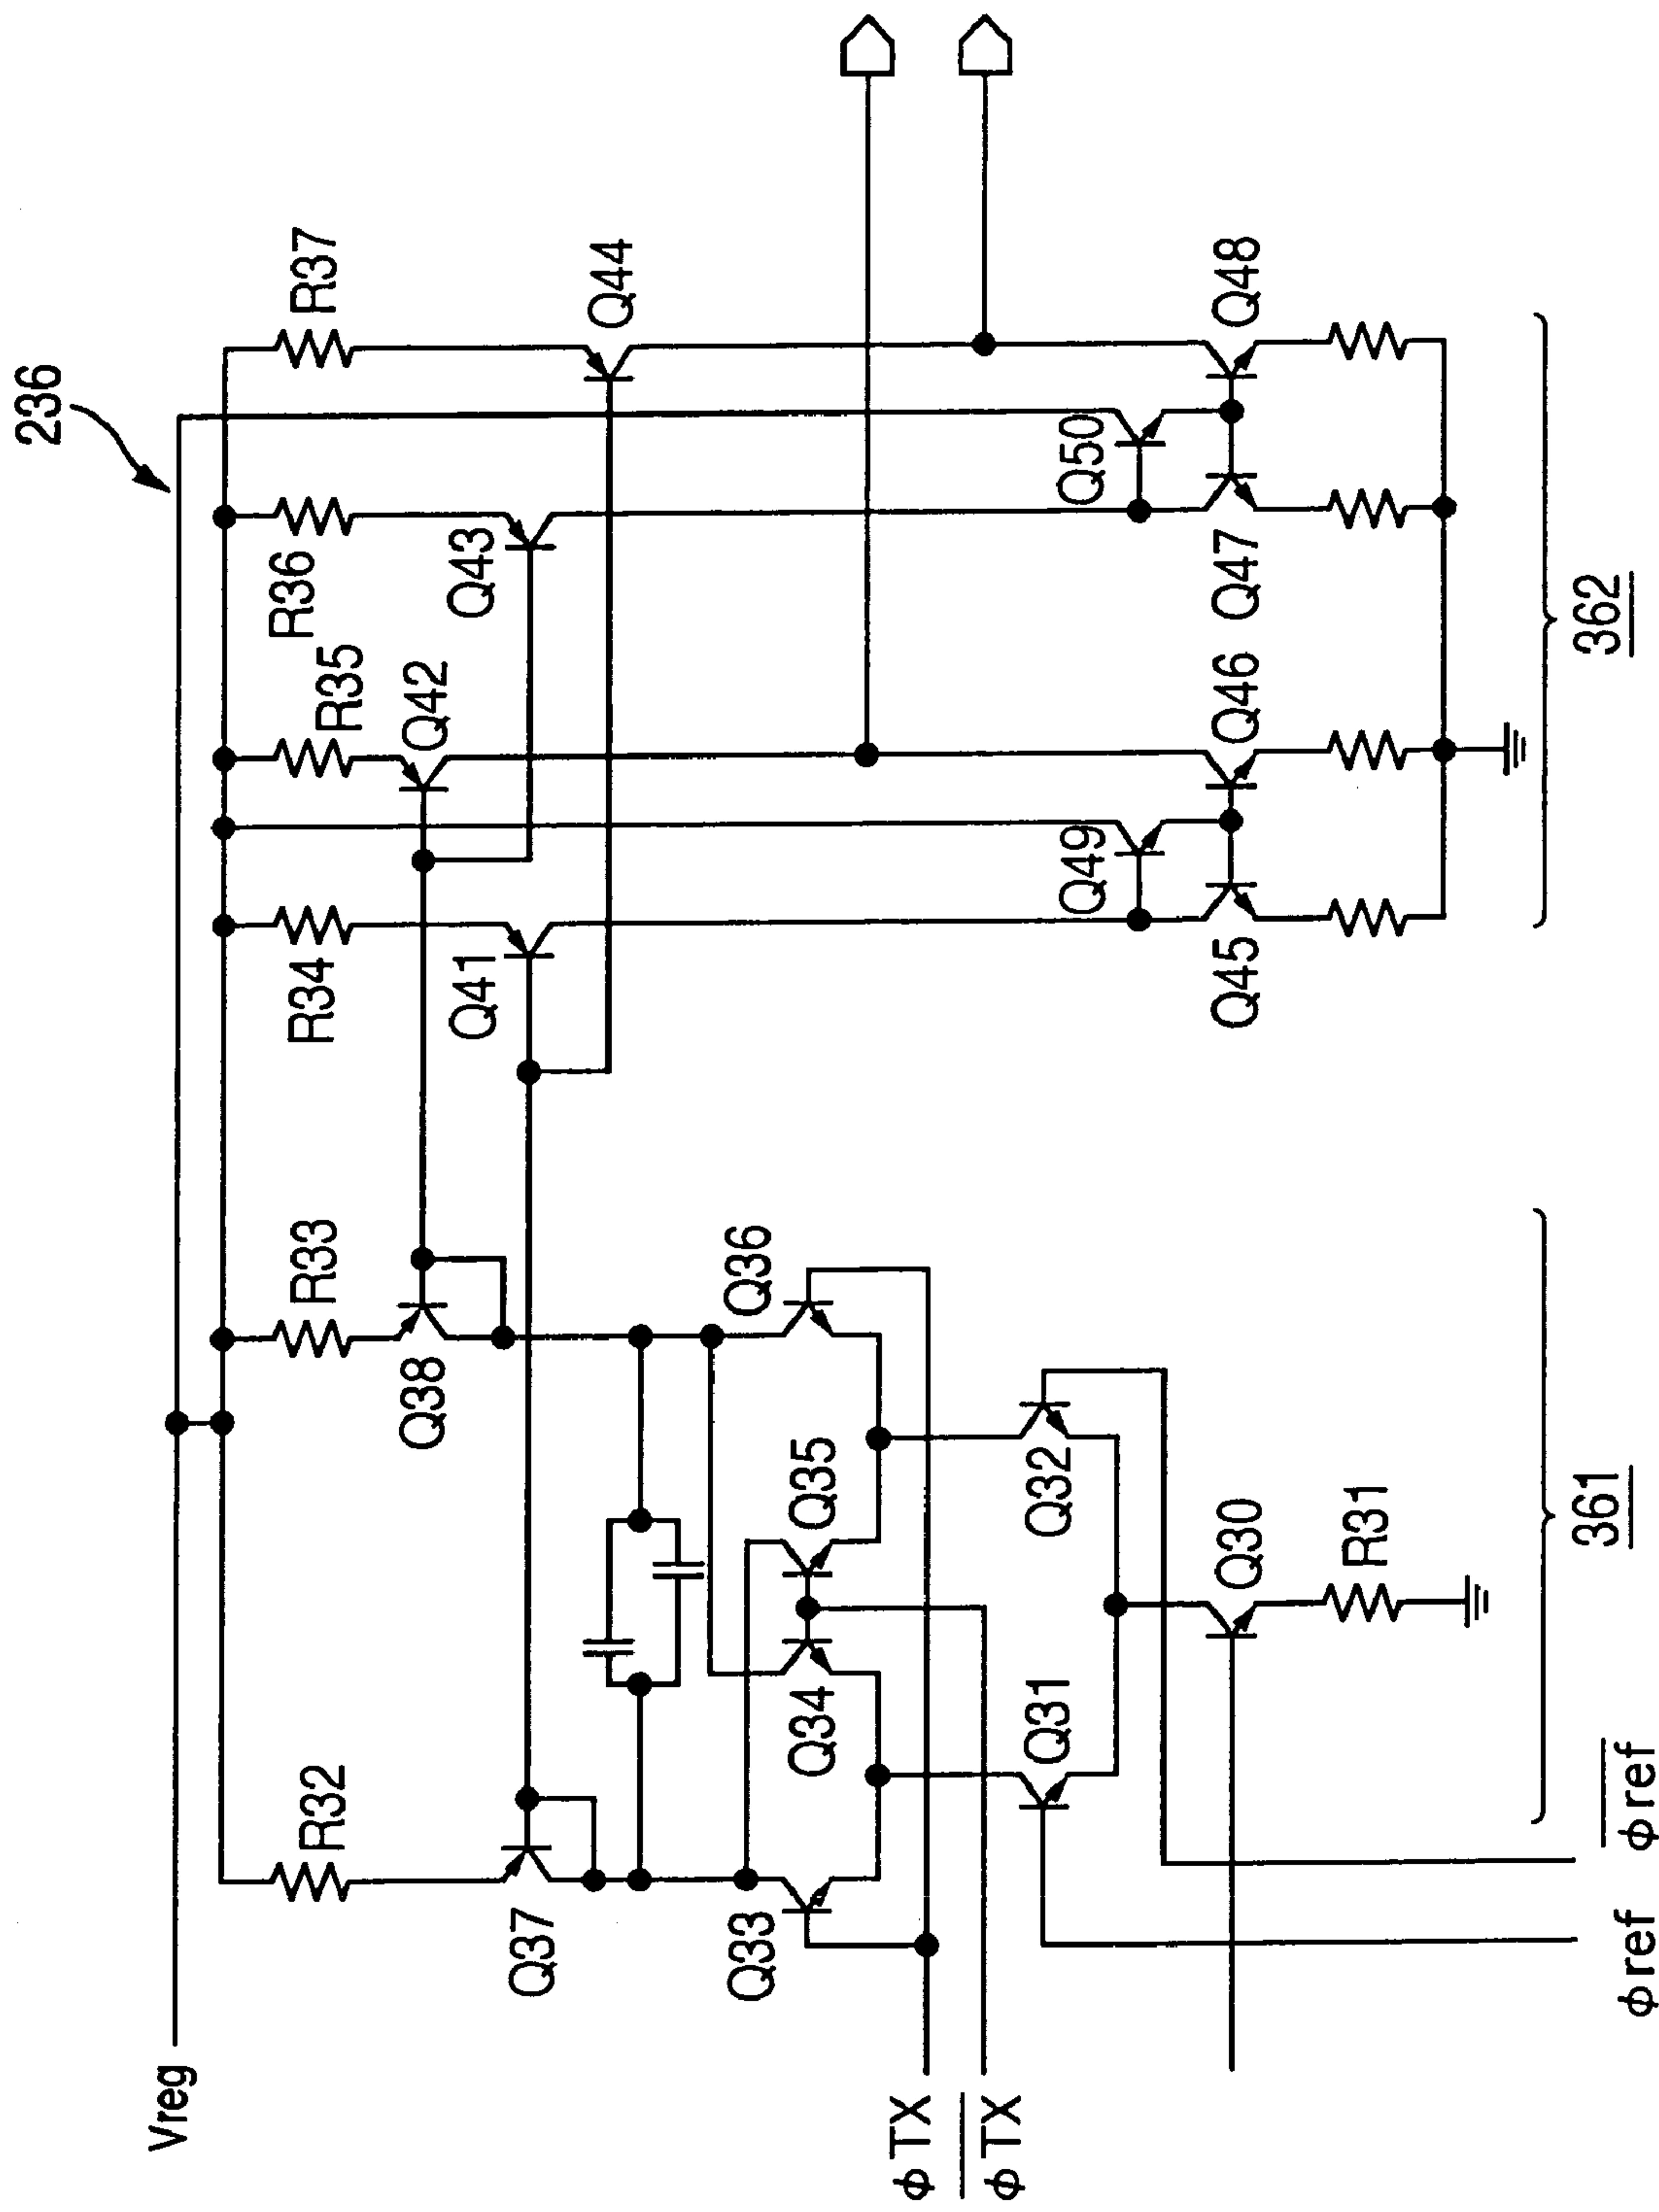 236
Vreg
R32
R33
R34
R35
R36
R37
Q37
Q38
Q41
Q42
Q43
Q44
Q33
Q34
Q35
Q36
Q49
Q50
φTX
φTX
Q31
Q32
Q30
R31
Q45
Q46
Q47
Q48
φref
φref
361
362